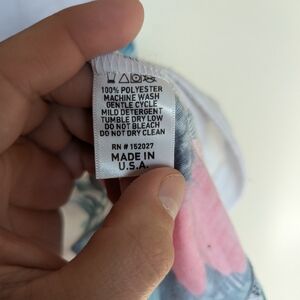 100% POLYESTER
MACHINE WASH
GENTLE CYCLE
MILD DETERGENT
TUMBLE DRY LOW
DO NOT BLEACH
DO NOT DRY CLEAN
RN # 152027
MADE IN
U.S.A.